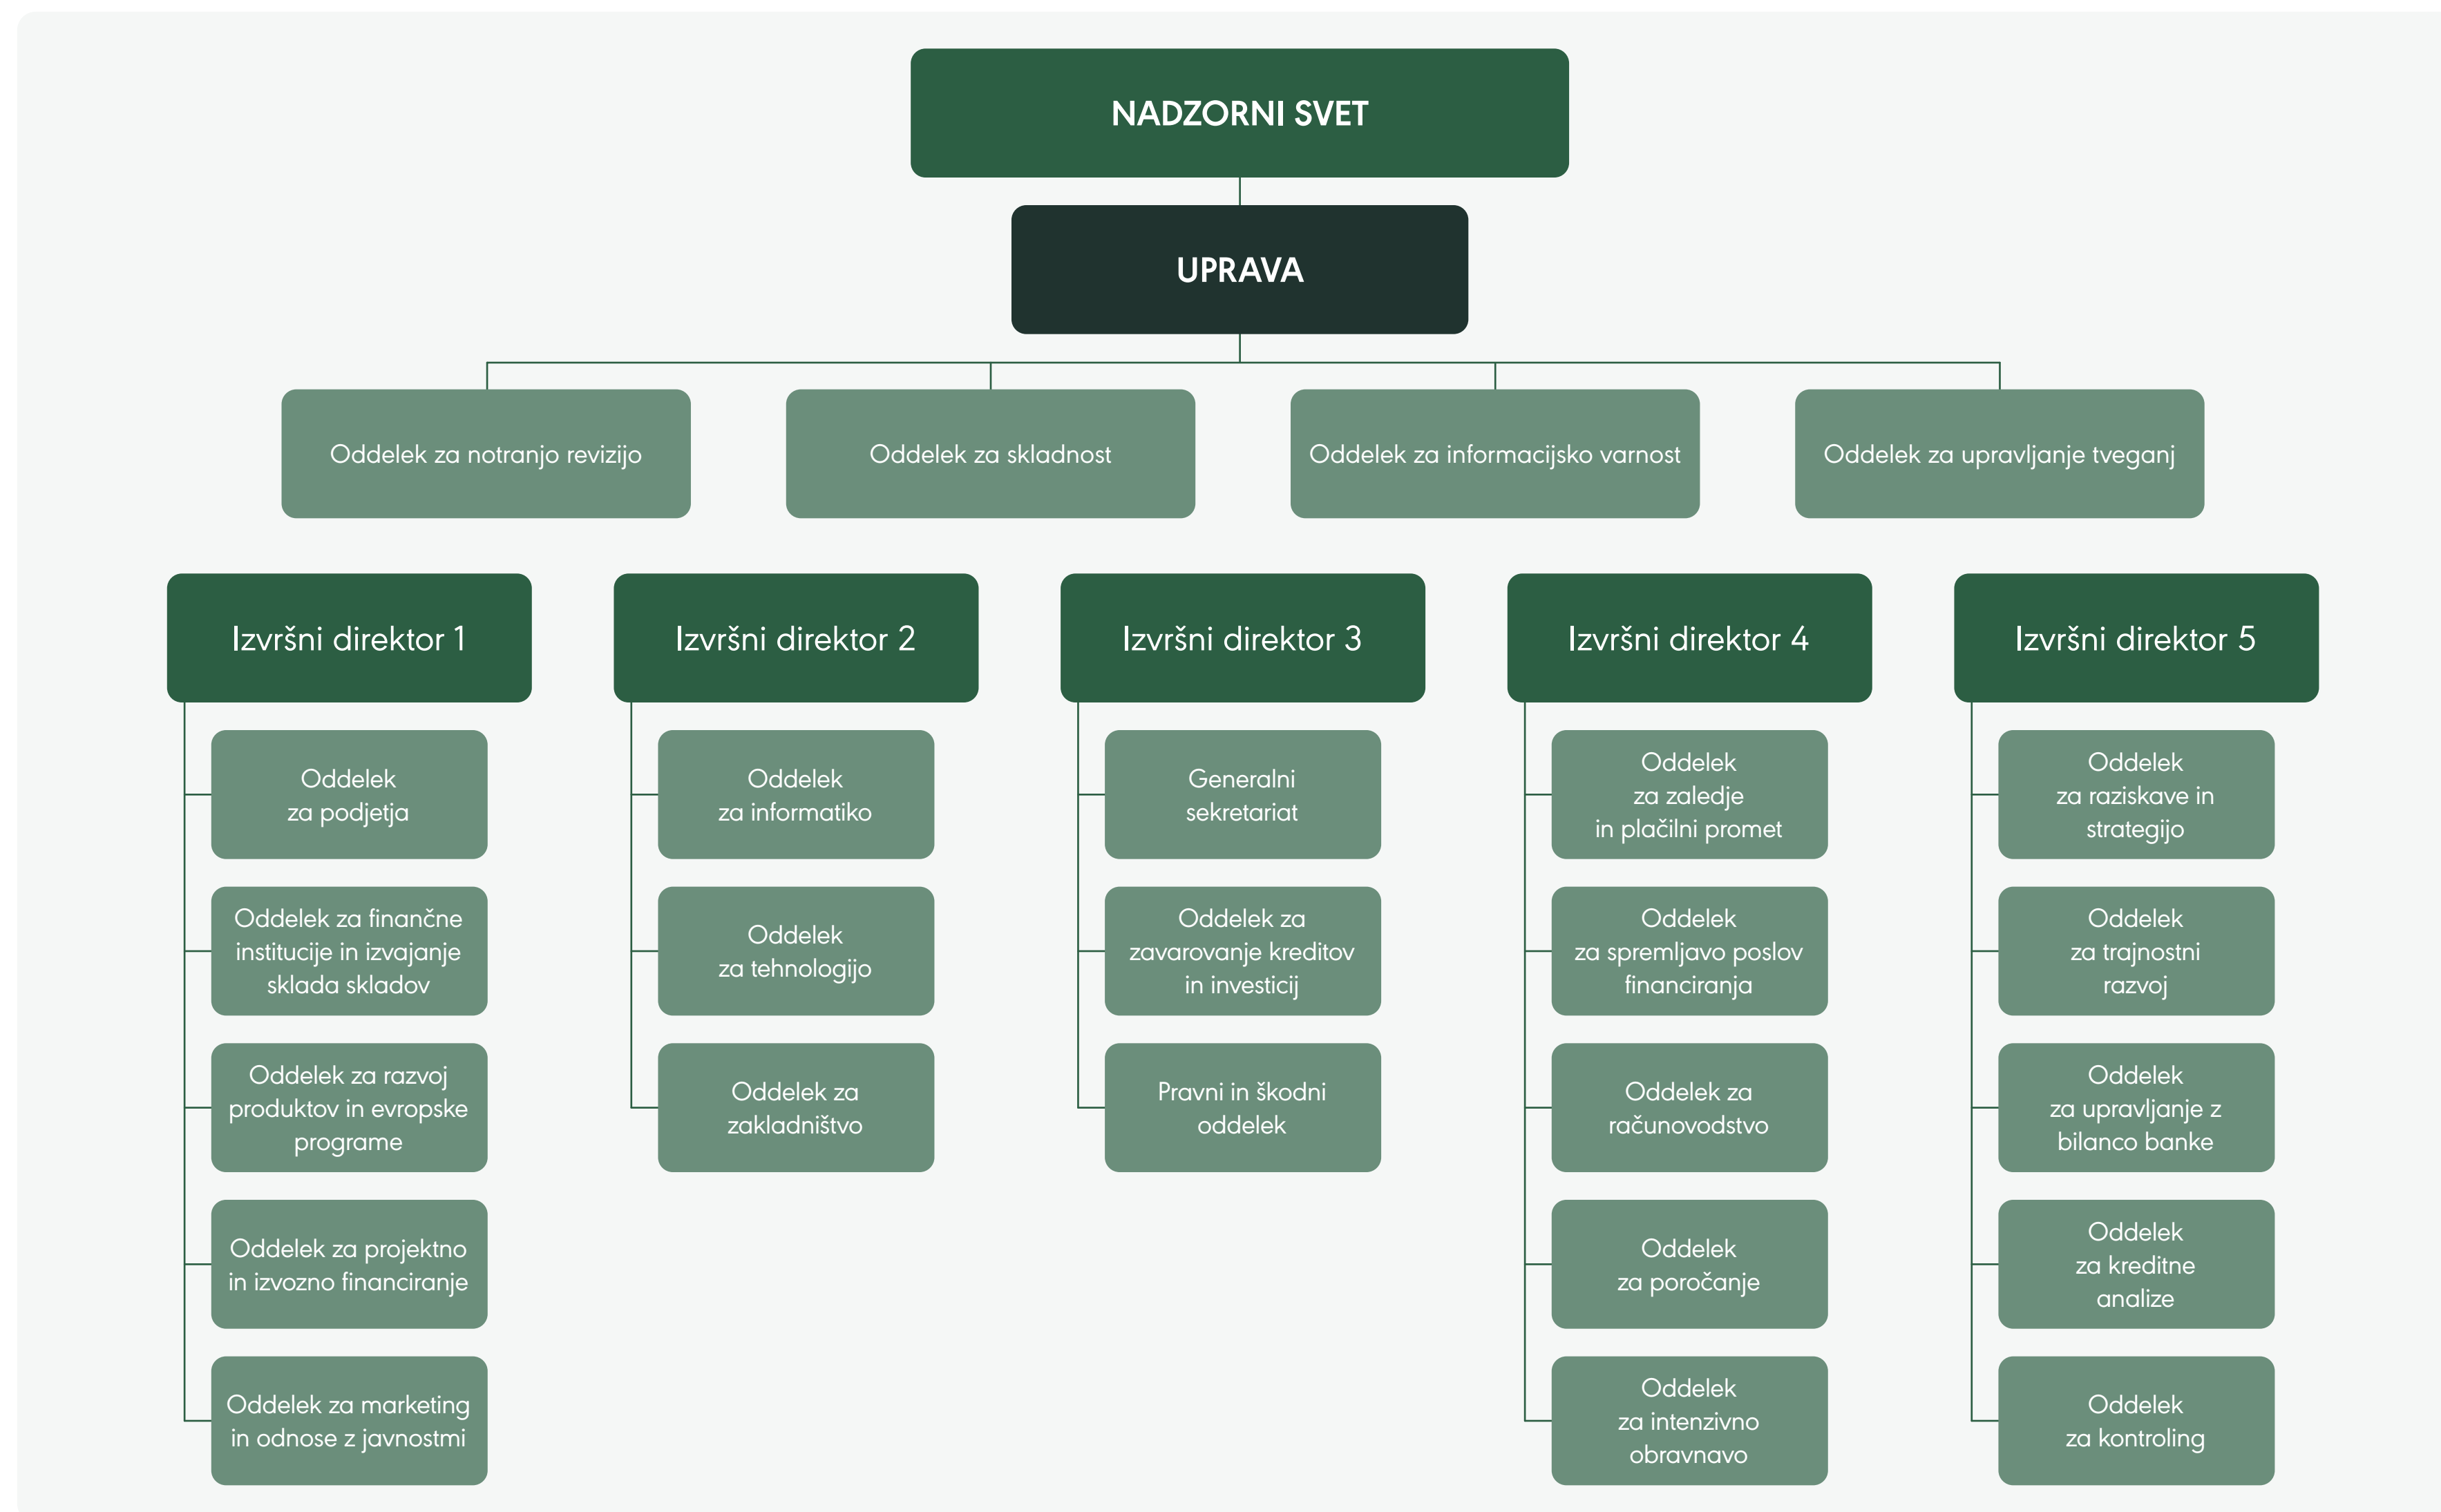 NADZORNI SVET
UPRAVA
Oddelek za notranjo revizijo
Oddelek za skladnost
Oddelek za informacijsko varnost
Oddelek za upravljanje tveganj
Izvršni direktor 1
Oddelek
za podjetja
Oddelek za finančne
institucije in izvajanje
sklada skladov
Oddelek za razvoj
produktov in evropske
programe
Oddelek za projektno
in izvozno financiranje
Oddelek za marketing
in odnose z javnostmi
Izvršni direktor 2
Oddelek
za informatiko
Oddelek
za tehnologijo
Oddelek za
zakladništvo
Izvršni direktor 3
Generalni
sekretariat
Oddelek za
zavarovanje kreditov
in investicij
Pravni in škodni
oddelek
Izvršni direktor 4
Oddelek
za zaledje
in plačilni promet
Oddelek
za spremljavo poslov
financiranja
Oddelek za
računovodstvo
Oddelek
za poročanje
Oddelek
za intenzivno
obravnavo
Izvršni direktor 5
Oddelek
za raziskave in
strategijo
Oddelek
za trajnostni
razvoj
Oddelek
za upravljanje z
bilanco banke
Oddelek
za kreditne
analize
Oddelek
za kontroling